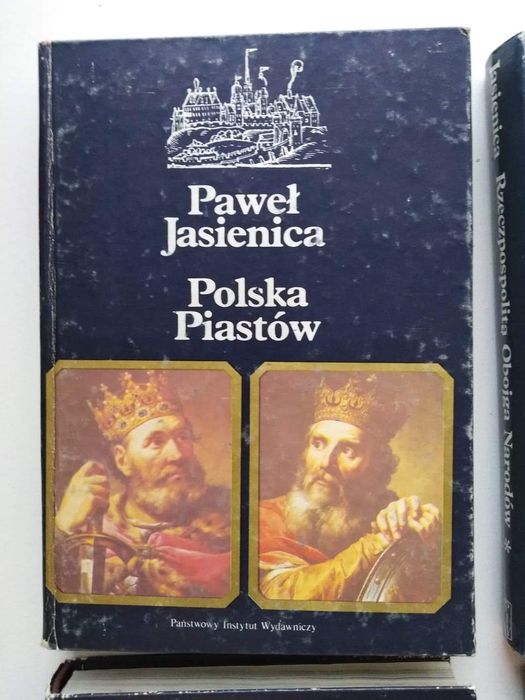 Paweł
Jasienica
Polska
Piastów
Państwowy Instytut Wydawniczy
Jasienica Rzeczpospolita Obojga Narodów *